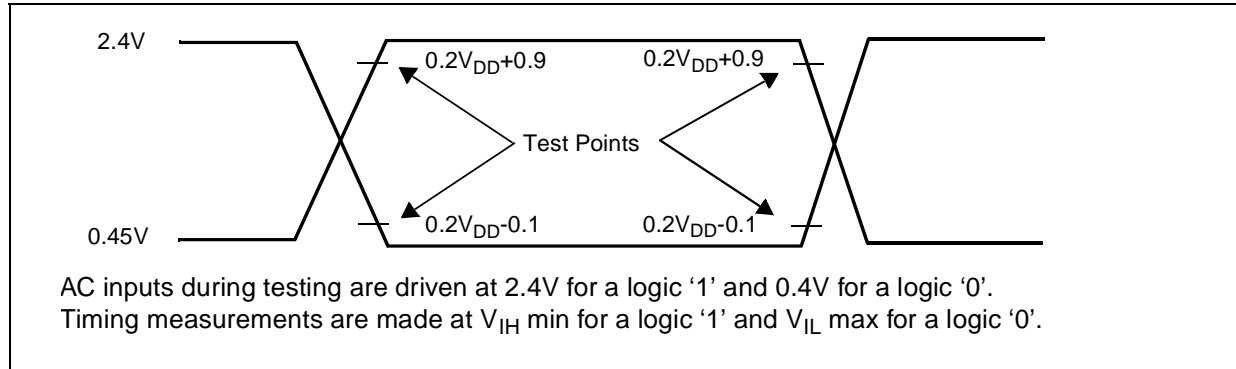 2.4V
0.2VDD+0.9 0.2VDD+0.9
Test Points
0.45V
0.2VDD-0.1 0.2VDD-0.1
AC inputs during testing are driven at 2.4V for a logic ‘1’ and 0.4V for a logic ‘0’.
Timing measurements are made at VIH min for a logic ‘1’ and VIL max for a logic ‘0’.